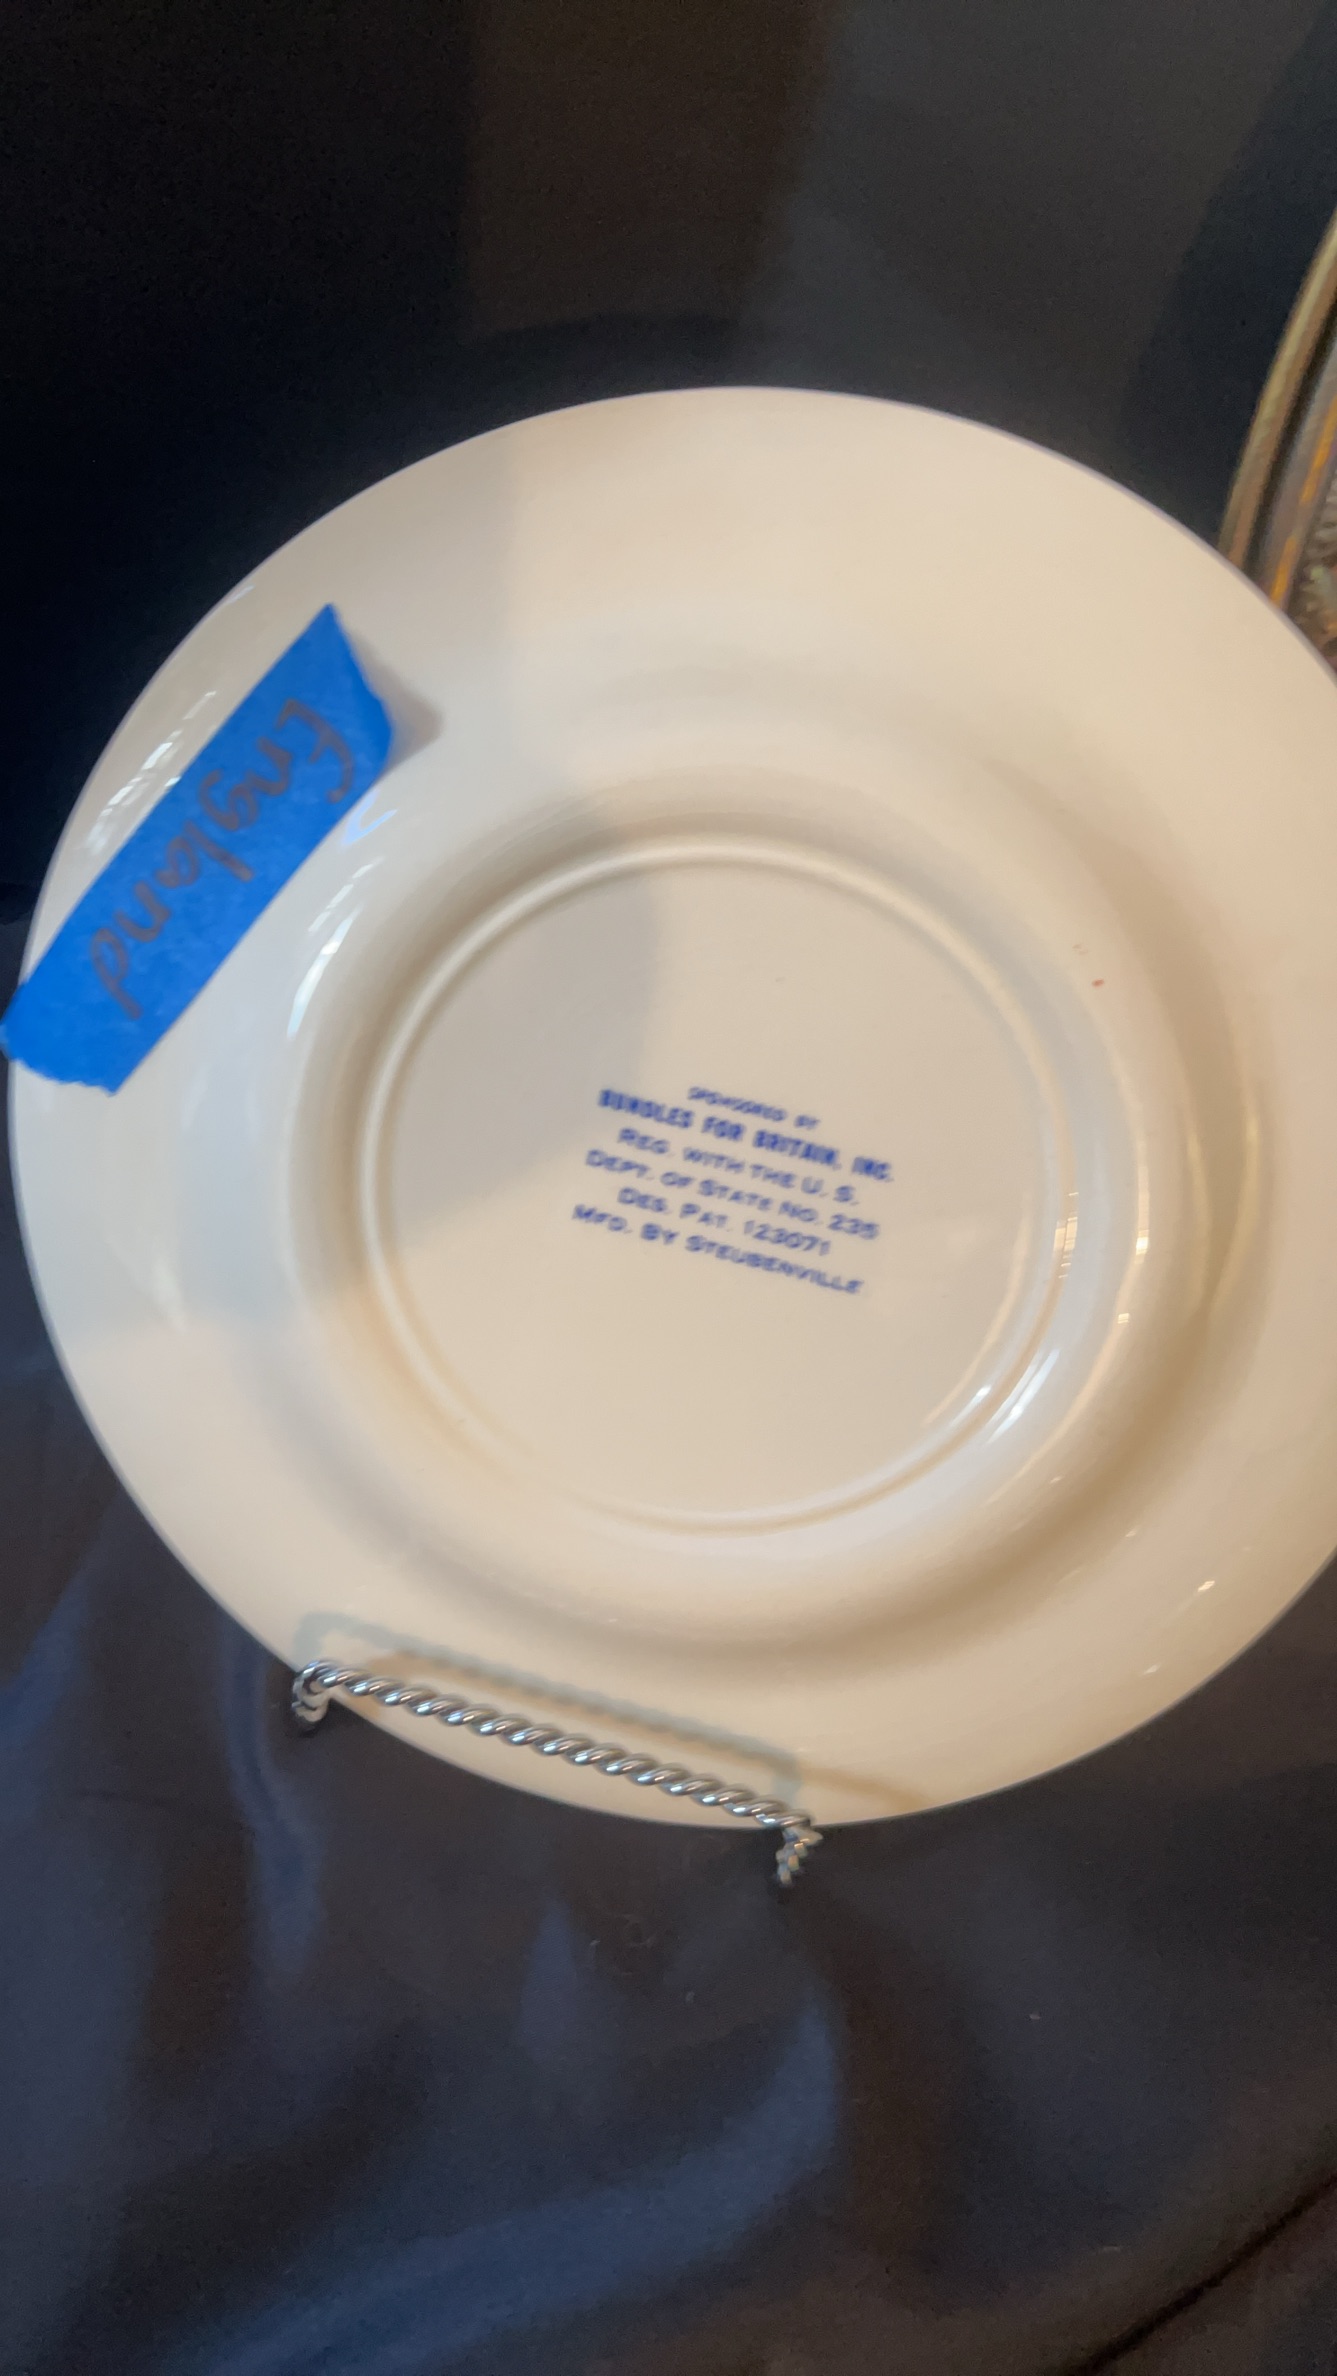 England
SPONSORED BY
BUNDLES FOR BRITAIN, INC.
REG. WITH THE U. S.
DEPT. OF STATE NO. 235
DES. PAT. 123071
MFD. BY STEUBENVILLE